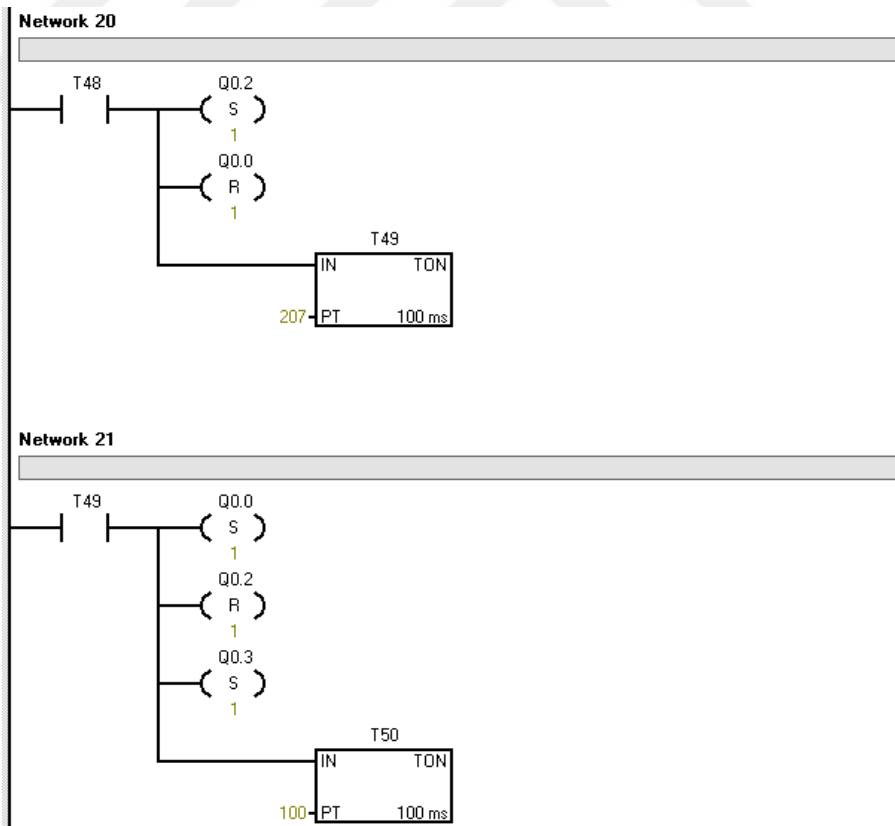 Network 20
T48 Q0.2
S
1
Q0.0
R
1
T49
IN TON
207 PT 100 ms
Network 21
T49 Q0.0
S
1
Q0.2
R
1
Q0.3
S
1
T50
IN TON
100 PT 100 ms